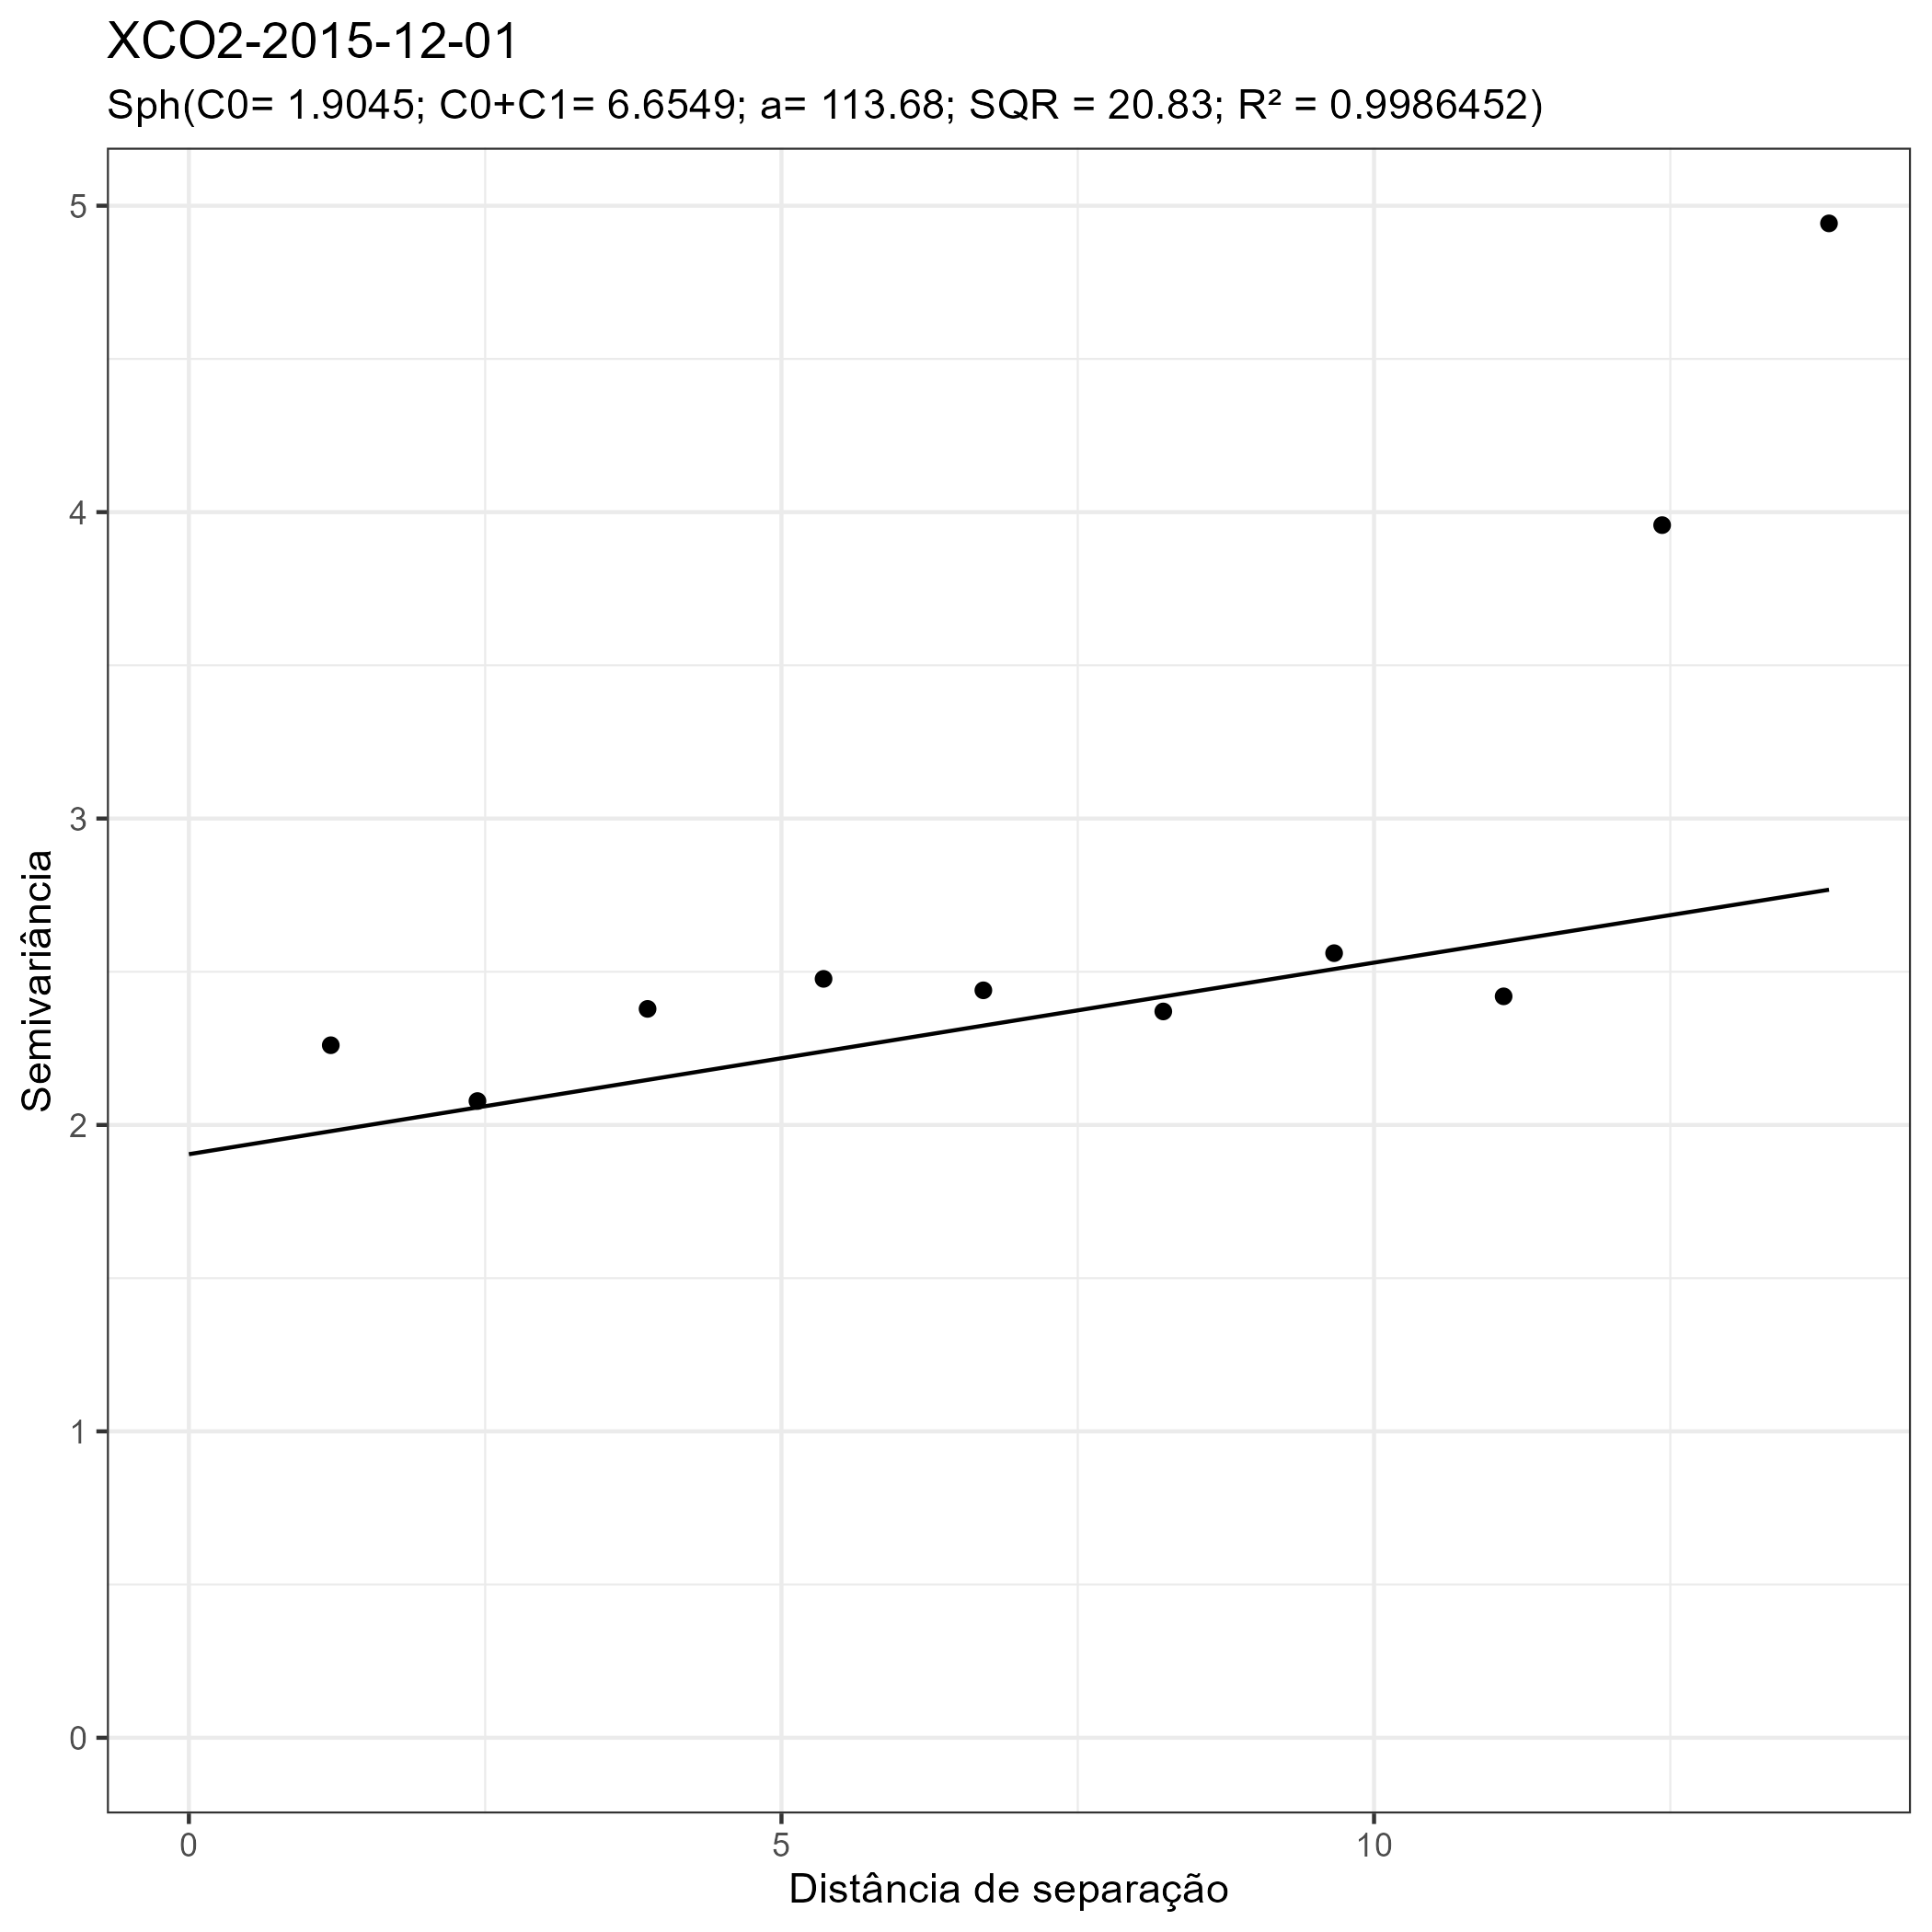 XCO2-2015-12-01
Sph(C0= 1.9045; C0+C1= 6.6549; a= 113.68; SQR = 20.83; R² = 0.9986452)
5
4
3
2
1
0
Semivariância
0 5 10
Distância de separação